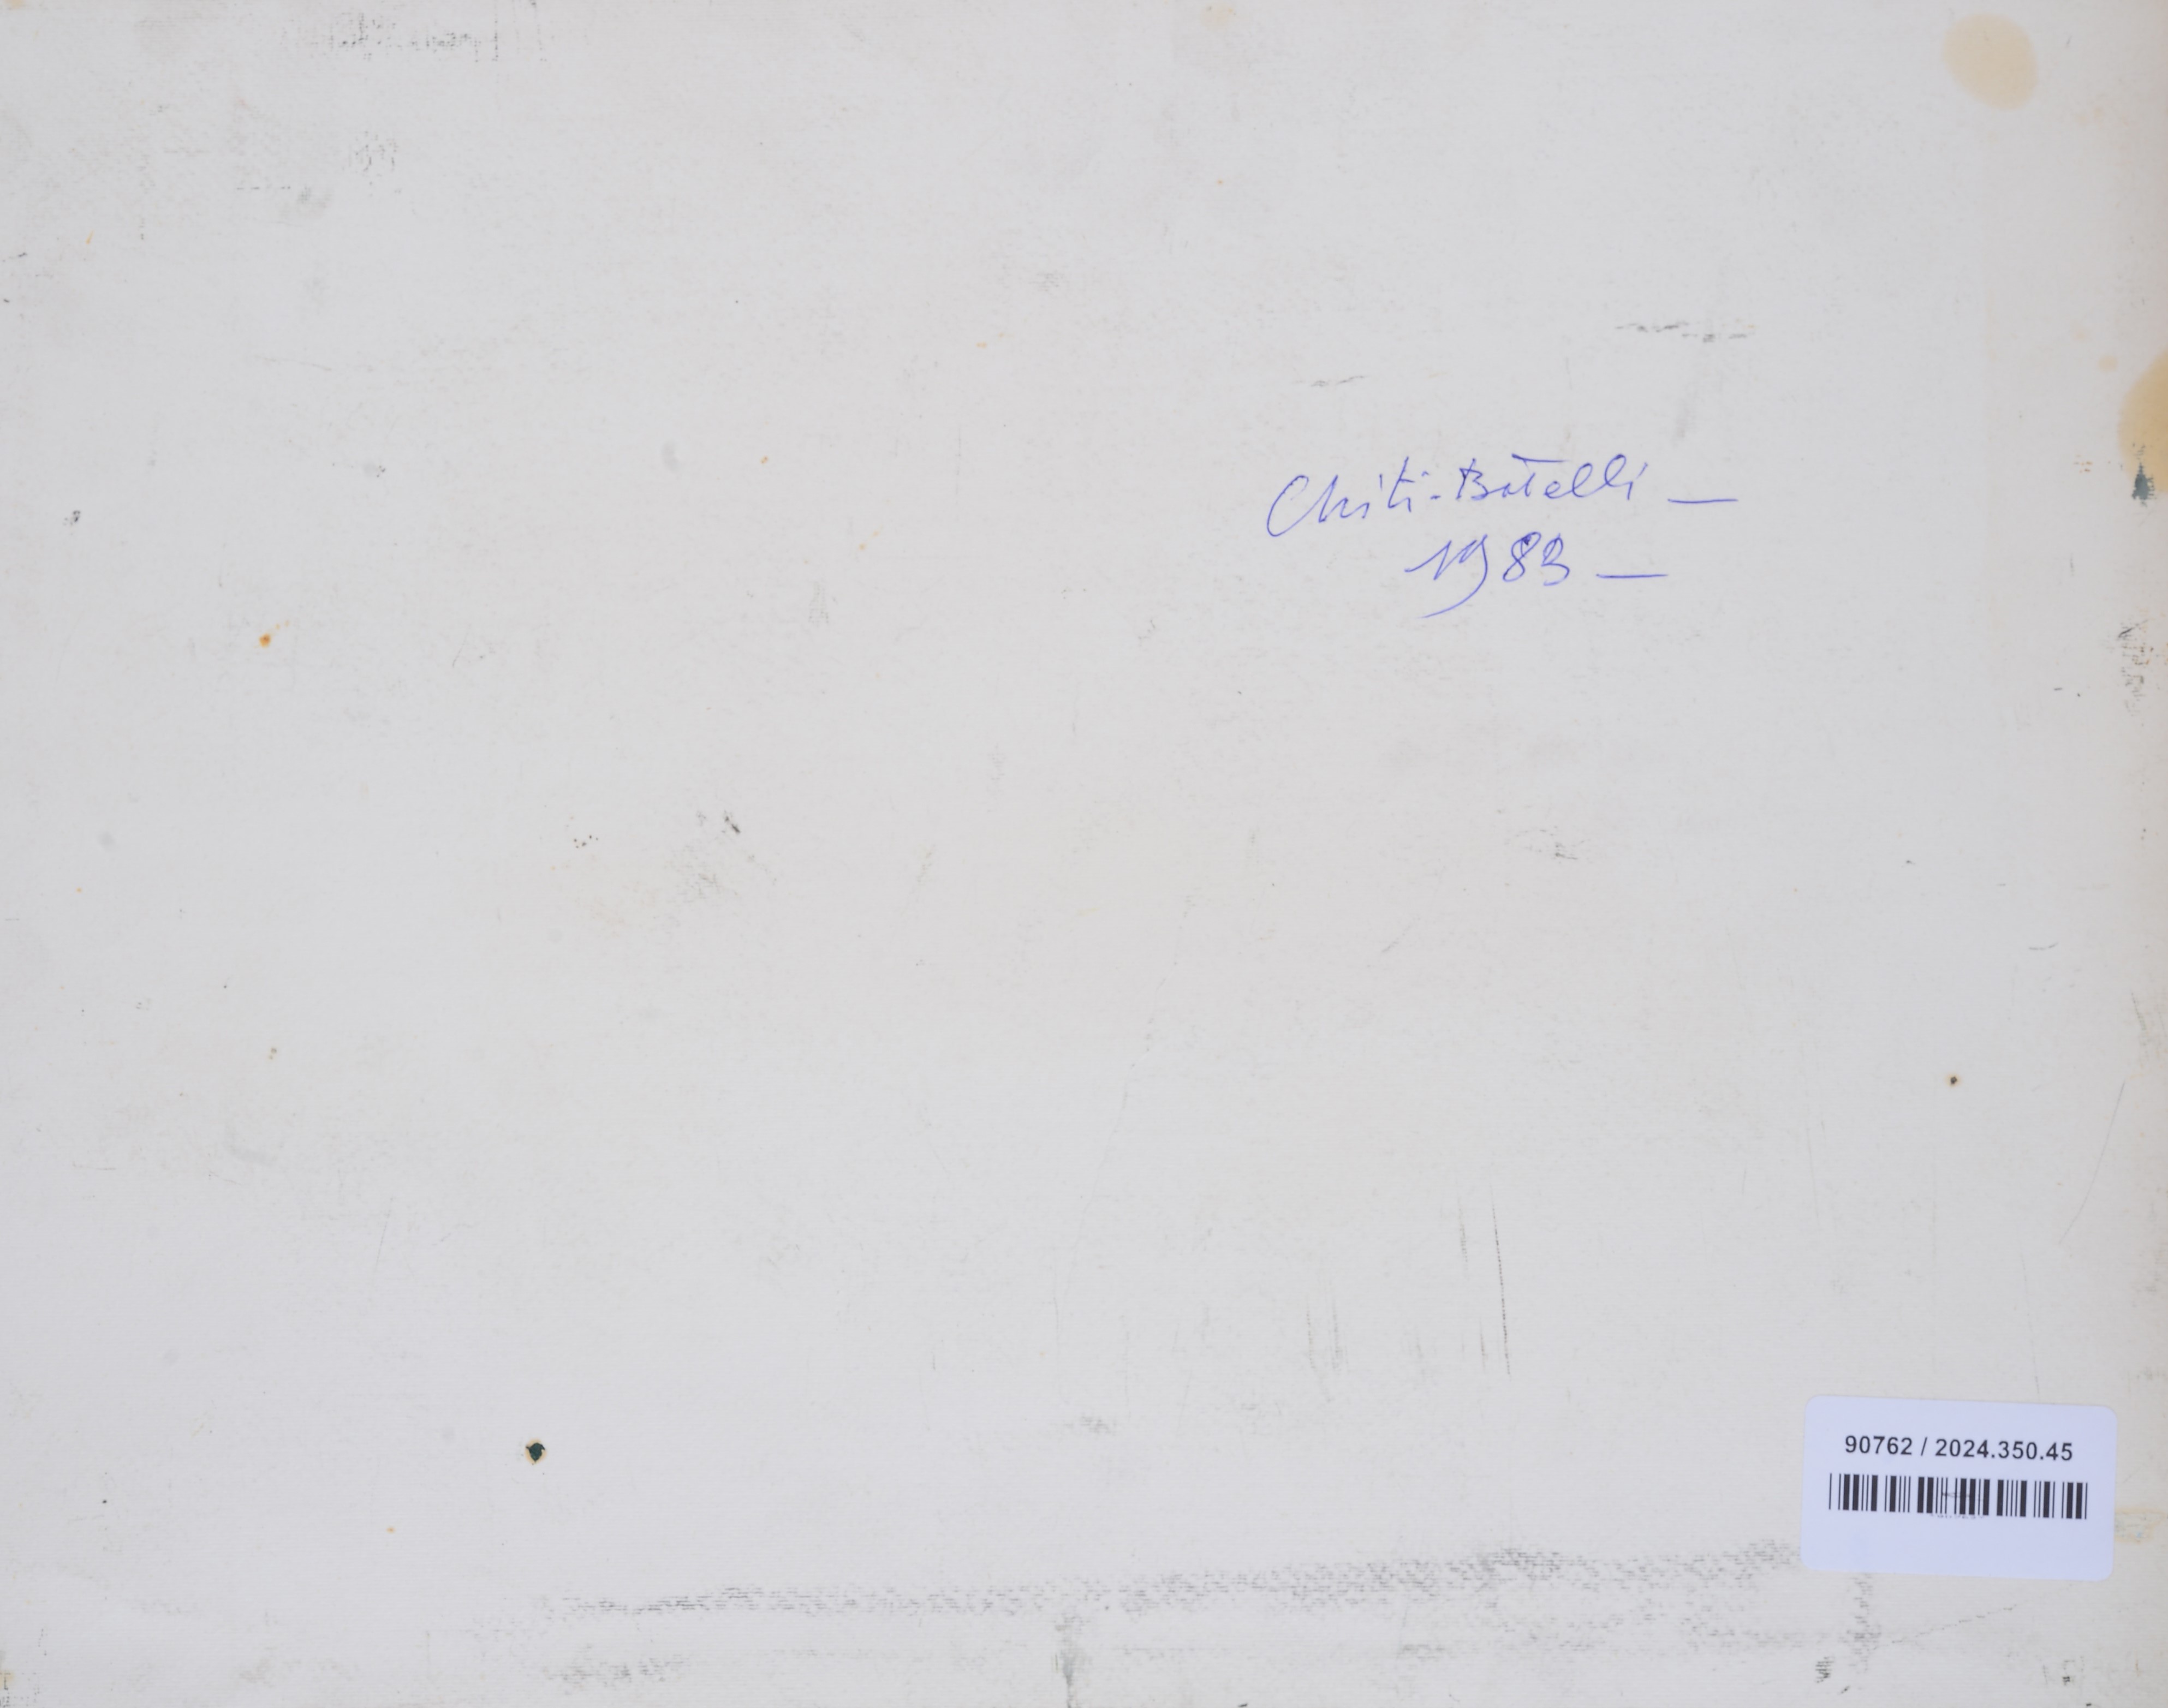 Chiti-Batelli —
1983 —
90762 / 2024.350.45